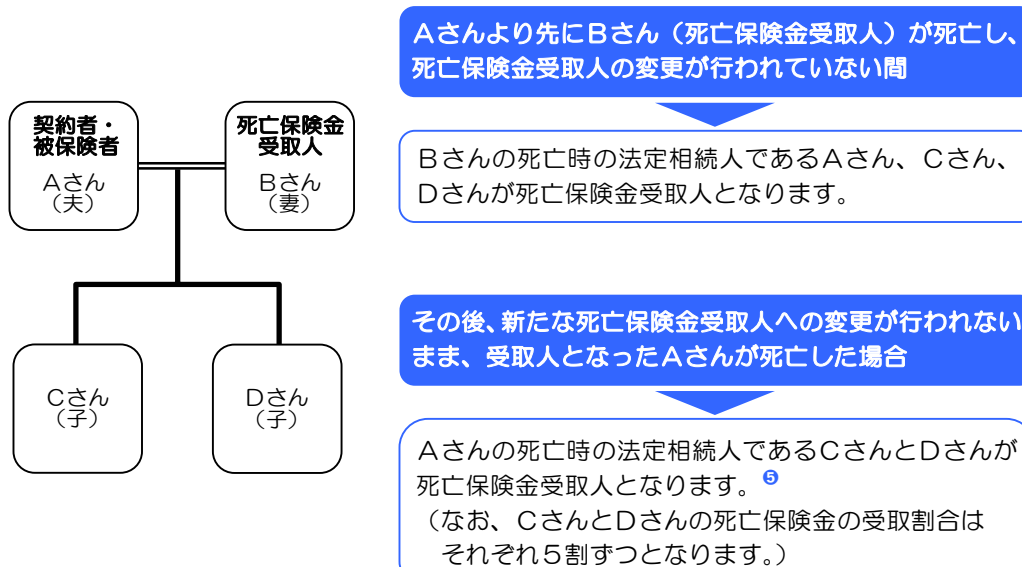 契約者・
被保険者
Aさん
（夫）
死亡保険金
受取人
Bさん
（妻）
Cさん
（子）
Dさん
（子）
Aさんより先にBさん（死亡保険金受取人）が死亡し、
死亡保険金受取人の変更が行われていない間
Bさんの死亡時の法定相続人であるAさん、Cさん、
Dさんが死亡保険金受取人となります。
その後、新たな死亡保険金受取人への変更が行われない
まま、受取人となったAさんが死亡した場合
Aさんの死亡時の法定相続人であるCさんとDさんが
死亡保険金受取人となります。❺
（なお、CさんとDさんの死亡保険金の受取割合は
それぞれ５割ずつとなります。）